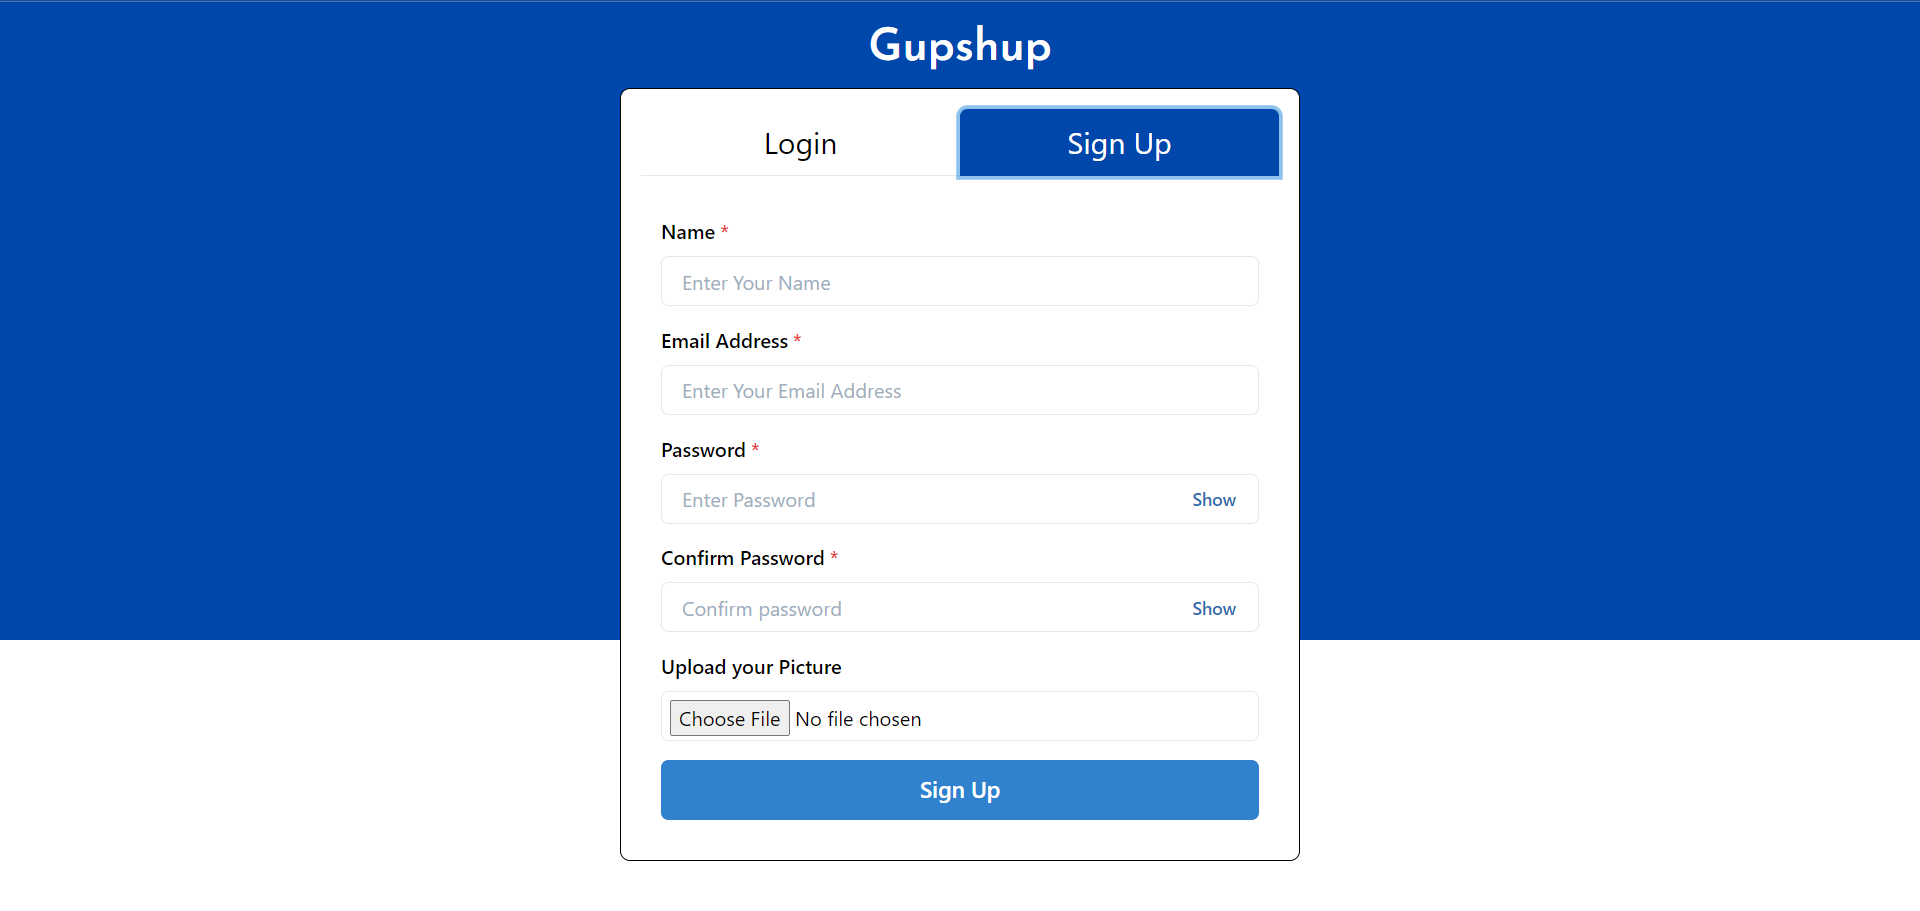 Gupshup
Login Sign Up
Name *
Enter Your Name
Email Address *
Enter Your Email Address
Password *
Enter Password Show
Confirm Password *
Confirm password Show
Upload your Picture
Choose File No file chosen
Sign Up